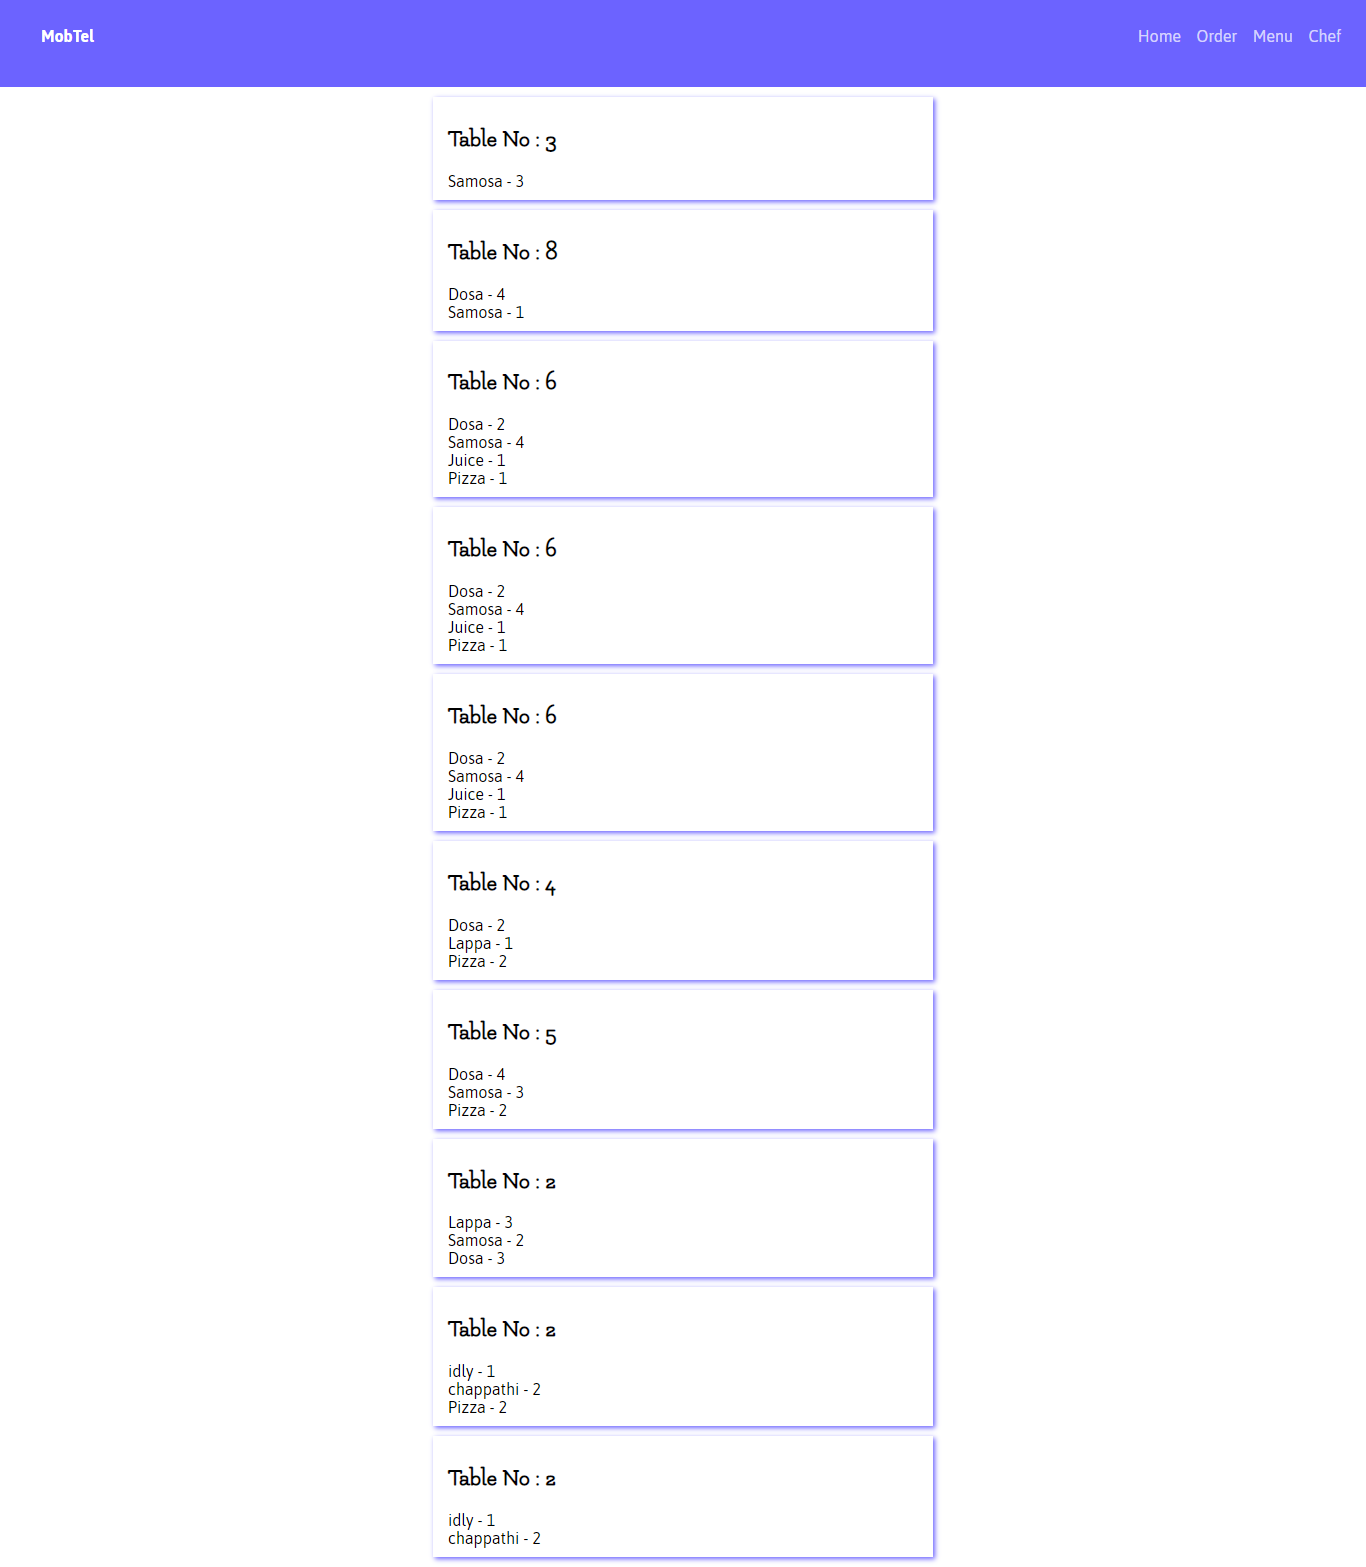 MobTel
Home Order Menu Chef
Table No : 3
Samosa - 3
Table No : 8
Dosa - 4
Samosa - 1
Table No : 6
Dosa - 2
Samosa - 4
Juice - 1
Pizza - 1
Table No : 6
Dosa - 2
Samosa - 4
Juice - 1
Pizza - 1
Table No : 6
Dosa - 2
Samosa - 4
Juice - 1
Pizza - 1
Table No : 4
Dosa - 2
Lappa - 1
Pizza - 2
Table No : 5
Dosa - 4
Samosa - 3
Pizza - 2
Table No : 2
Lappa - 3
Samosa - 2
Dosa - 3
Table No : 2
idly - 1
chappathi - 2
Pizza - 2
Table No : 2
idly - 1
chappathi - 2